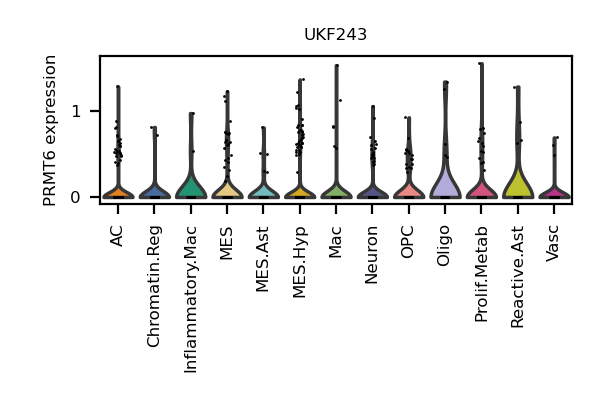 UKF243
PRMT6 expression
1
0
AC
Chromatin.Reg
Inflammatory.Mac
MES
MES.Ast
MES.Hyp
Mac
Neuron
OPC
Oligo
Prolif.Metab
Reactive.Ast
Vasc